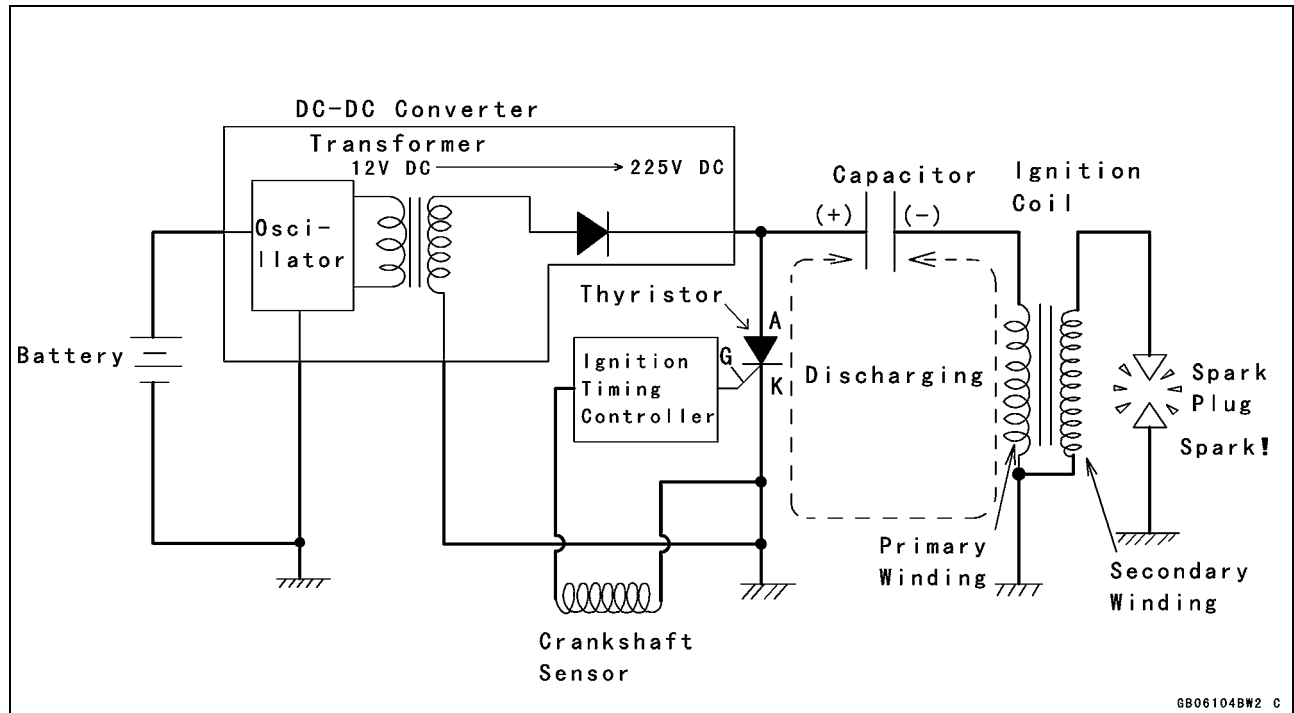 DC-DC Converter
Transformer
12V DC
225V DC
Capacitor
Ignition
Coil
(+)
(-)
Osci-
llator
Thyristor
A
G
K
Battery
Ignition
Timing
Controller
Discharging
Spark
Plug
Spark!
Primary
Winding
Secondary
Winding
Crankshaft
Sensor
GB06104BW2 C